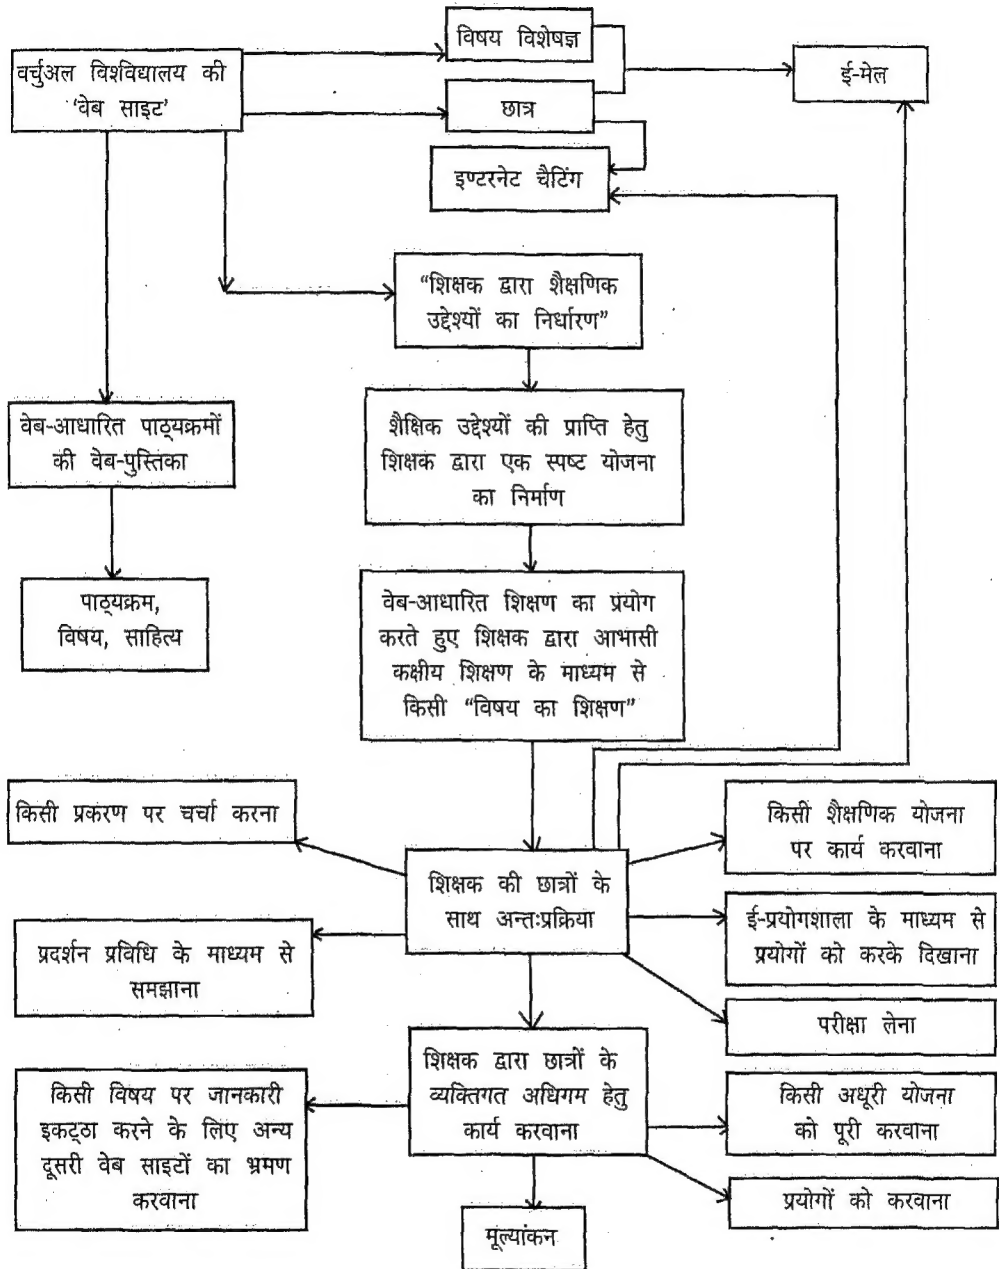 विषय विशेषज्ञ
वर्चुअल विश्वविद्यालय की
‘वेब साइट’
ई-मेल
छात्र
इण्टरनेट चैटिंग
“शिक्षक द्वारा शैक्षणिक
उद्देश्यों का निर्धारण”
वेब-आधारित पाठ्यक्रमों
की वेब-पुस्तिका
शैक्षिक उद्देश्यों की प्राप्ति हेतु
शिक्षक द्वारा एक स्पष्ट योजना
का निर्माण
पाठ्यक्रम,
विषय, साहित्य
वेब-आधारित शिक्षण का प्रयोग
करते हुए शिक्षक द्वारा आभासी
कक्षीय शिक्षण के माध्यम से
किसी “विषय का शिक्षण”
किसी प्रकरण पर चर्चा करना
किसी शैक्षणिक योजना
पर कार्य करवाना
शिक्षक की छात्रों के
साथ अन्तःप्रक्रिया
ई-प्रयोगशाला के माध्यम से
प्रयोगों को करके दिखाना
प्रदर्शन प्रविधि के माध्यम से
समझाना
परीक्षा लेना
शिक्षक द्वारा छात्रों के
व्यक्तिगत अधिगम हेतु
कार्य करवाना
किसी विषय पर जानकारी
इकट्ठा करने के लिए अन्य
दूसरी वेब साइटों का भ्रमण
करवाना
किसी अधूरी योजना
को पूरी करवाना
प्रयोगों को करवाना
मूल्यांकन